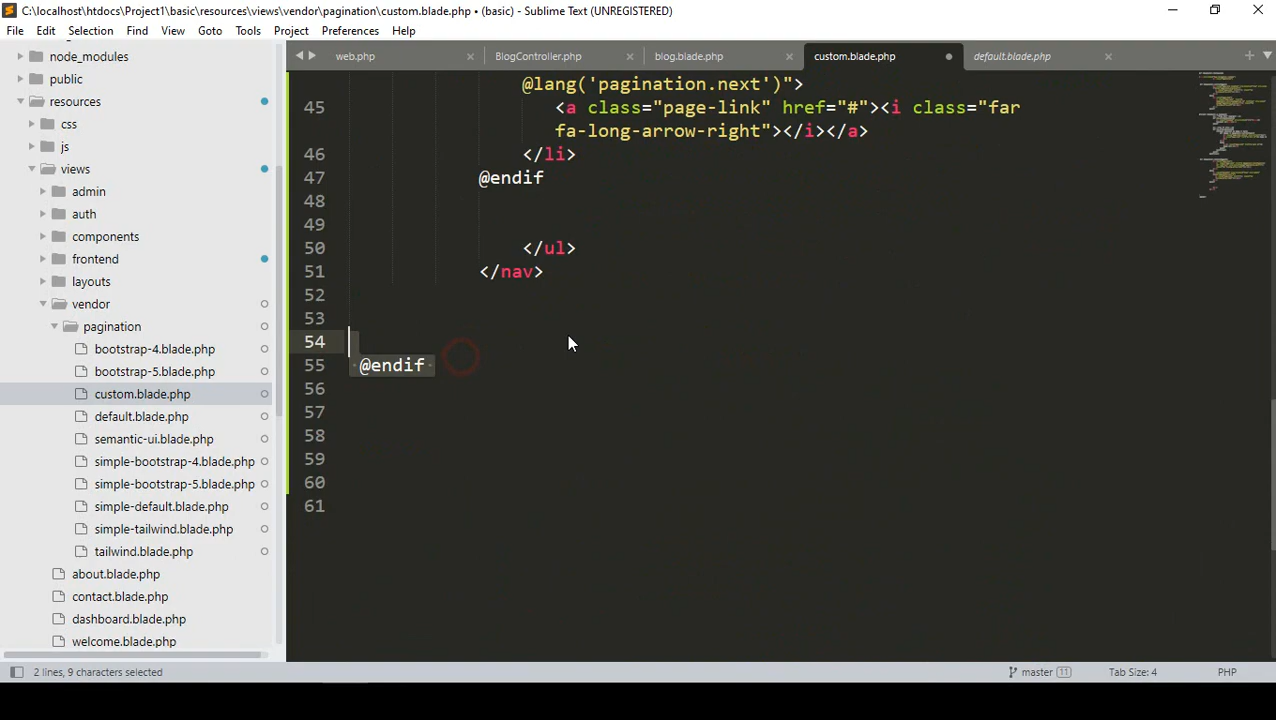 C:\localhost\htdocs\Project1\basic\resources\views\vendor\pagination\custom.blade.php • (basic) - Sublime Text (UNREGISTERED)
File Edit Selection Find View Goto Tools Project Preferences Help
node_modules
public
resources
css
js
views
admin
auth
components
frontend
layouts
vendor
pagination
bootstrap-4.blade.php
bootstrap-5.blade.php
custom.blade.php
default.blade.php
semantic-ui.blade.php
simple-bootstrap-4.blade.php
simple-bootstrap-5.blade.php
simple-default.blade.php
simple-tailwind.blade.php
tailwind.blade.php
about.blade.php
contact.blade.php
dashboard.blade.php
welcome.blade.php
web.php BlogController.php blog.blade.php custom.blade.php default.blade.php
@lang('pagination.next')">
45 <a class="page-link" href="#"><i class="far
fa-long-arrow-right"></i></a>
46 </li>
47 @endif
48
49
50 </ul>
51 </nav>
52
53
54
55 @endif
56
57
58
59
60
61
2 lines, 9 characters selected master 11 Tab Size: 4 PHP